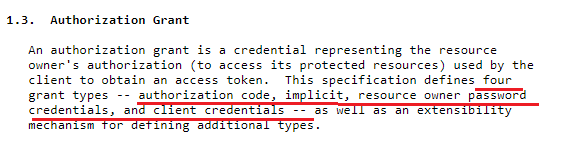 1.3. Authorization Grant
An authorization grant is a credential representing the resource
owner's authorization (to access its protected resources) used by the
client to obtain an access token. This specification defines four
grant types -- authorization code, implicit, resource owner password
credentials, and client credentials -- as well as an extensibility
mechanism for defining additional types.